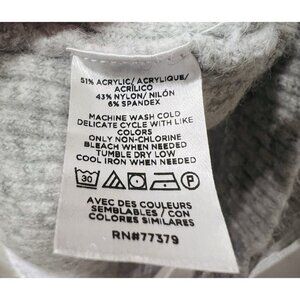 51% ACRYLIC/ ACRYLIQUE/
ACRÍLICO
43% NYLON/ NILÓN
6% SPANDEX
MACHINE WASH COLD
DELICATE CYCLE WITH LIKE
COLORS
ONLY NON-CHLORINE
BLEACH WHEN NEEDED
TUMBLE DRY LOW
COOL IRON WHEN NEEDED
30
AVEC DES COULEURS
SEMBLABLES / CON
COLORES SIMILARES
RN#77379